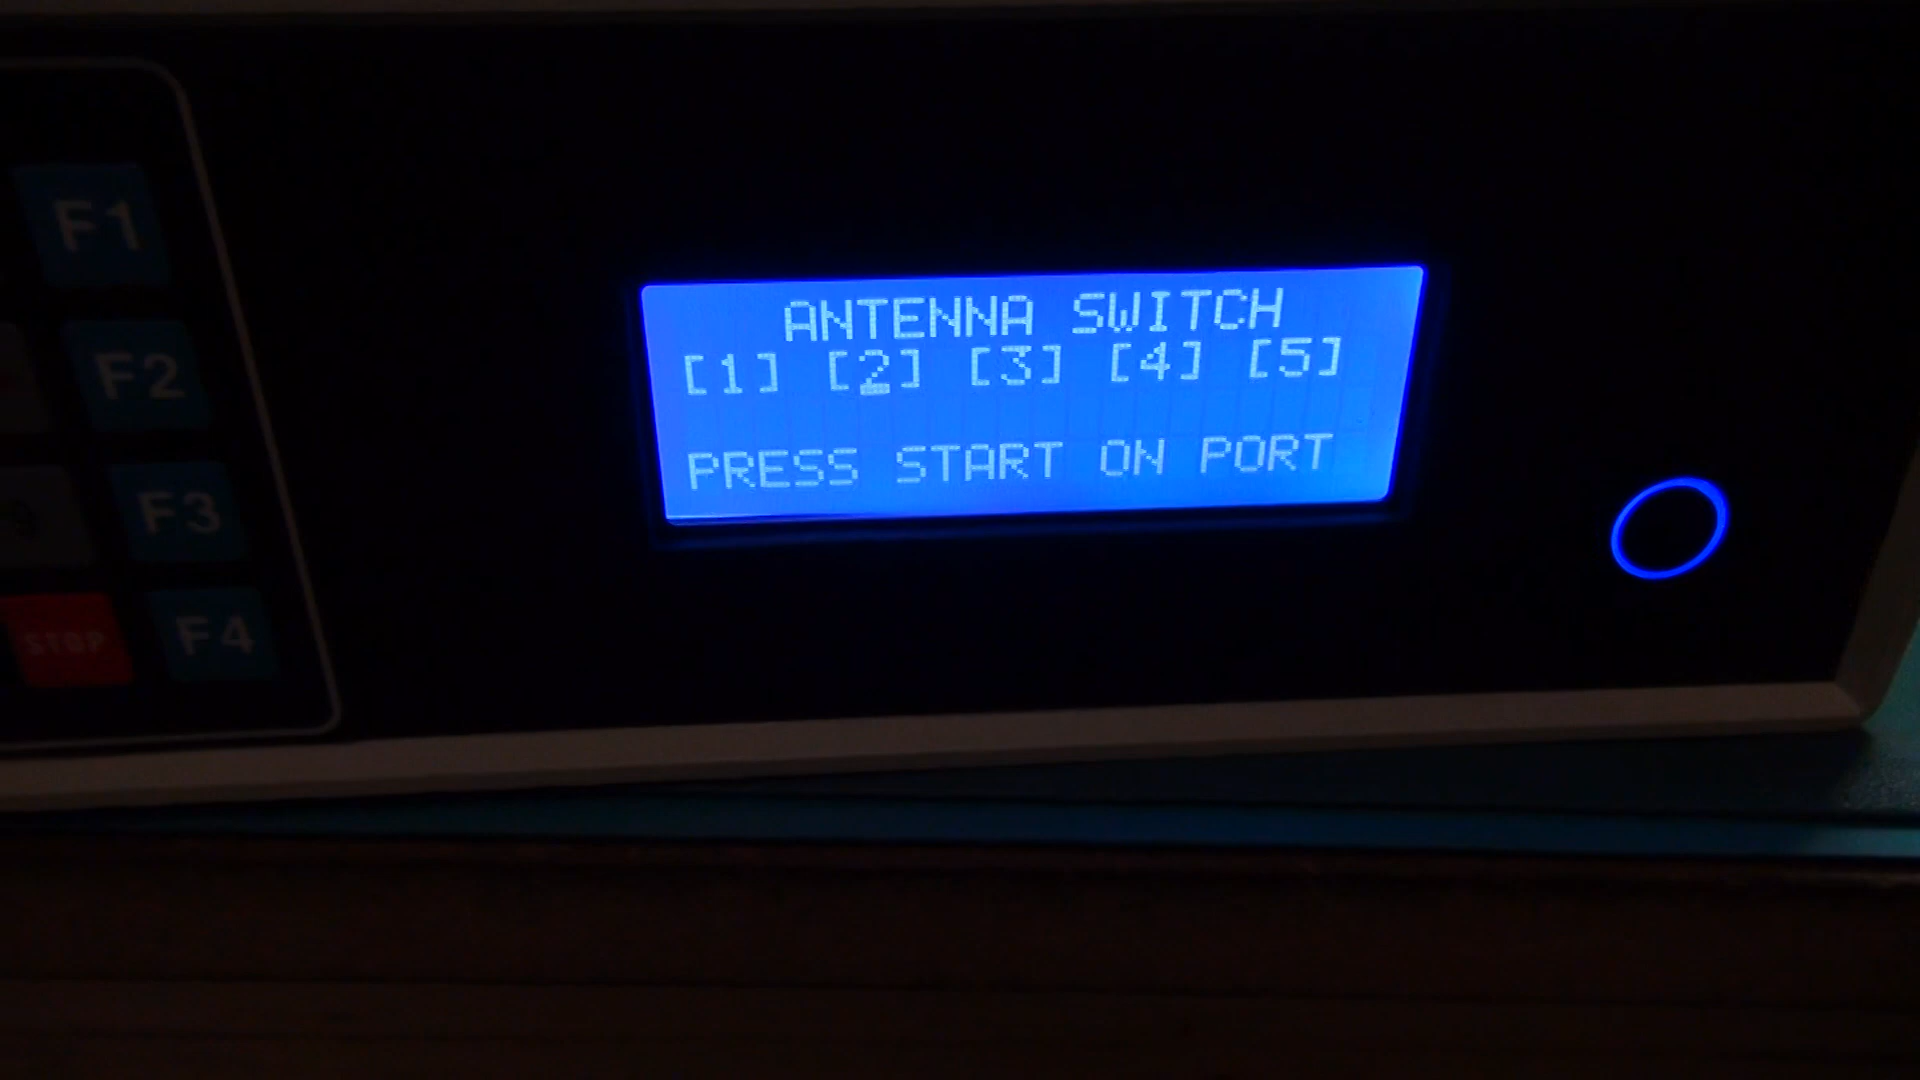 ANTENNA SWITCH
[1] [2] [3] [4] [5]
PRESS START ON PORT
F1
F2
F3
STOP F4